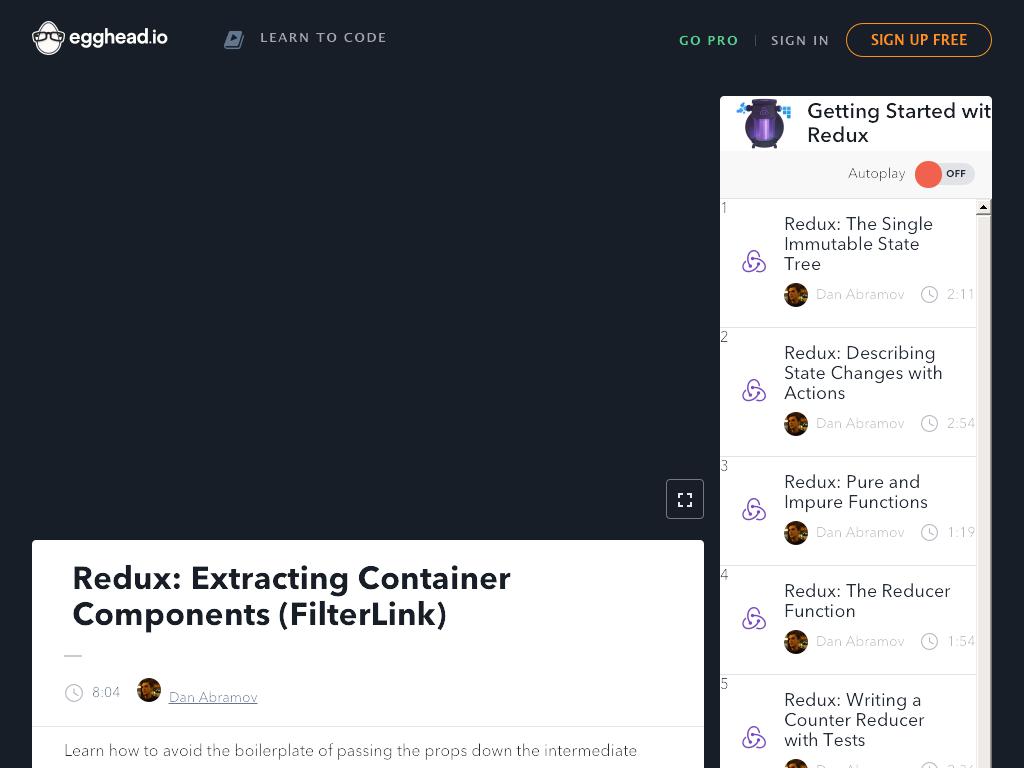 egghead.io
LEARN TO CODE
GO PRO
SIGN IN
SIGN UP FREE
Getting Started wit
Redux
Autoplay
OFF
1
Redux: The Single
Immutable State
Tree
Dan Abramov
2:11
2
Redux: Describing
State Changes with
Actions
Dan Abramov
2:54
3
Redux: Pure and
Impure Functions
Dan Abramov
1:19
4
Redux: The Reducer
Function
Dan Abramov
1:54
5
Redux: Writing a
Counter Reducer
with Tests
Redux: Extracting Container
Components (FilterLink)
8:04
Dan Abramov
Learn how to avoid the boilerplate of passing the props down the intermediate